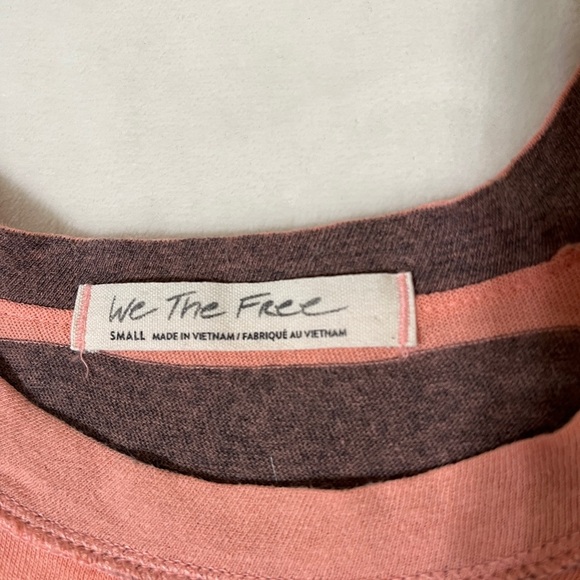 We The Free
SMALL MADE IN VIETNAM / FABRIQUÉ AU VIETNAM